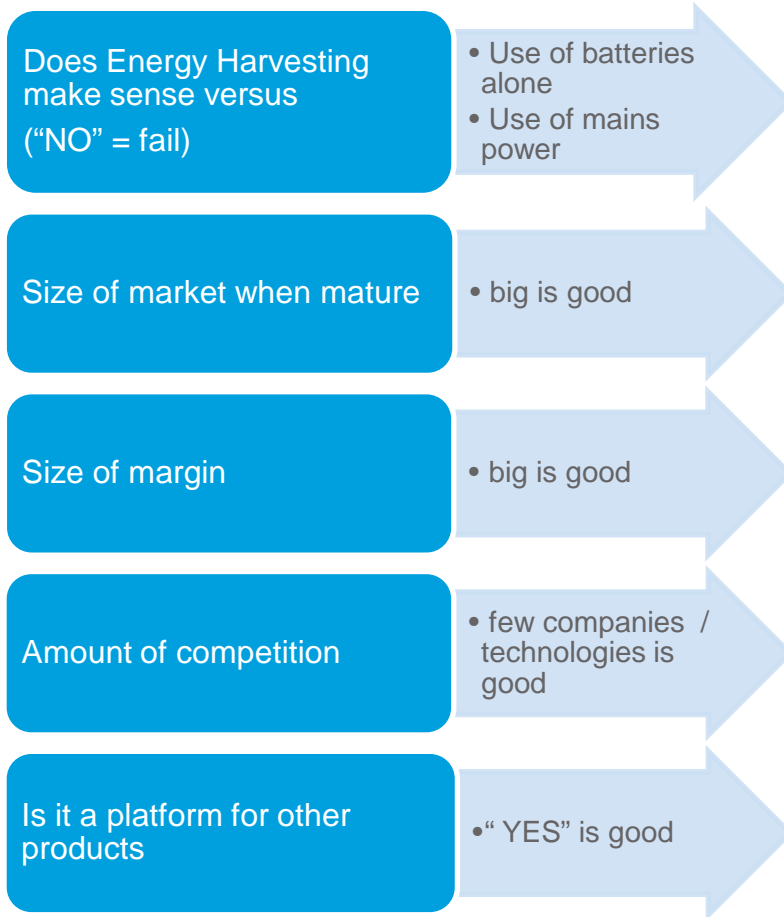 Does Energy Harvesting
make sense versus
(“NO” = fail)
• Use of batteries
alone
• Use of mains
power
Size of market when mature
• big is good
Size of margin
• big is good
Amount of competition
• few companies /
technologies is
good
Is it a platform for other
products
•“ YES” is good